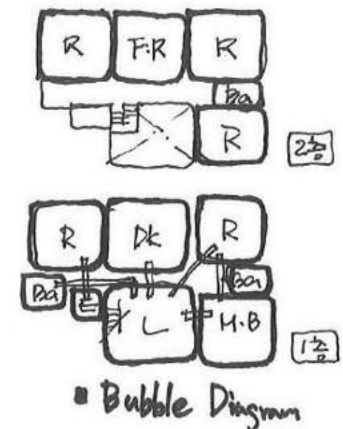 R F·R R
Ba
R
2층
R DK R
Ba Ba
E L M·B
1층
Bubble Diagram